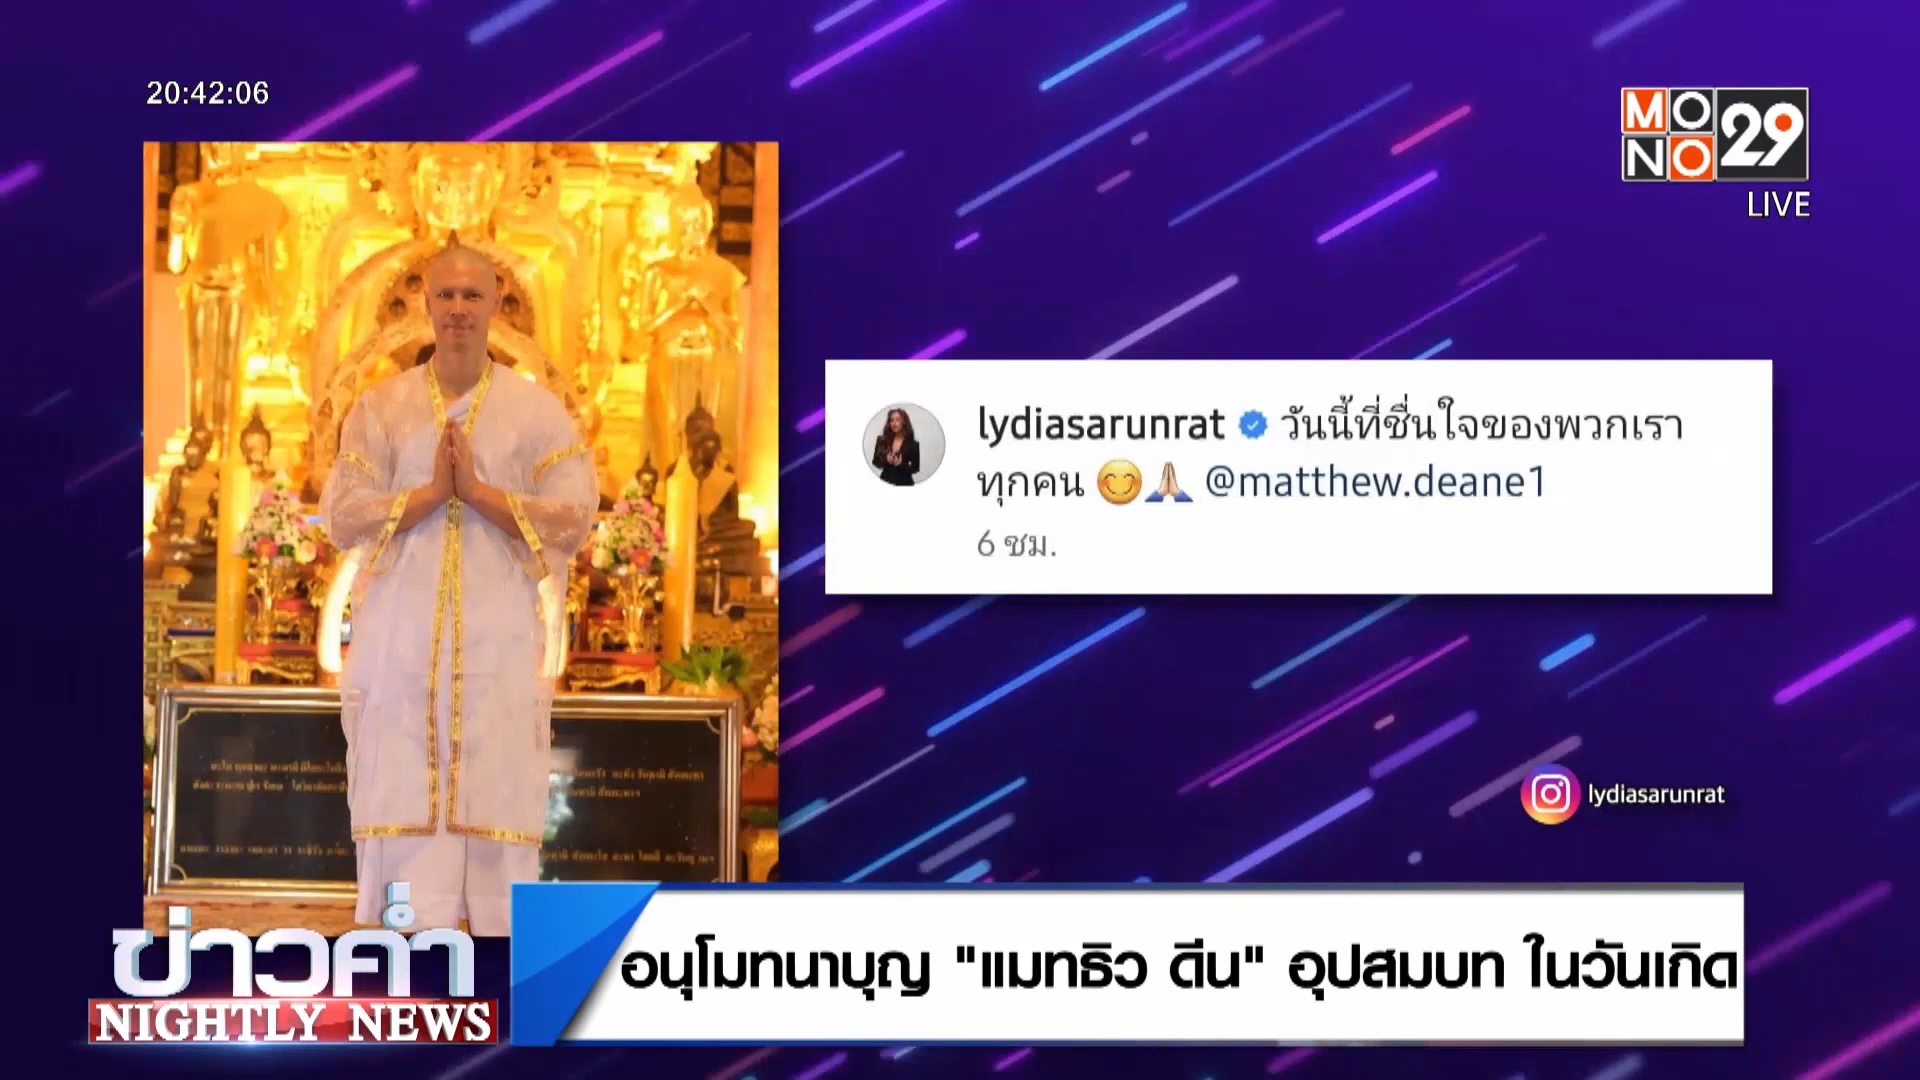 20:42:06
MONO 29
LIVE
lydiasarunrat วันนี้ที่ชื่นใจของพวกเรา
ทุกคน 😊🙏🏻 @matthew.deane1
6 ชม.
lydiasarunrat
ข่าวค่ำ
NIGHTLY NEWS
อนุโมทนาบุญ "แมทธิว ดีน" อุปสมบท ในวันเกิด